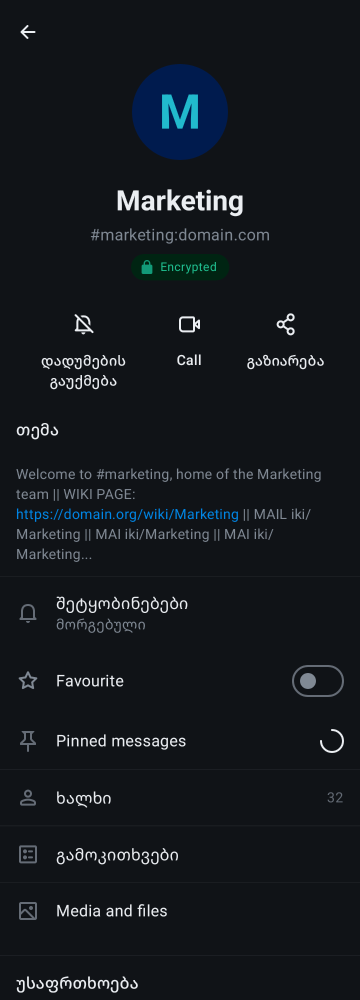 M
Marketing
#marketing:domain.com
Encrypted
დადუმების
გაუქმება
Call
გაზიარება
თემა
Welcome to #marketing, home of the Marketing
team || WIKI PAGE:
https://domain.org/wiki/Marketing || MAIL iki/
Marketing || MAI iki/Marketing || MAI iki/
Marketing...
შეტყობინებები
მორგებული
Favourite
Pinned messages
ხალხი
32
გამოკითხვები
Media and files
უსაფრთხოება